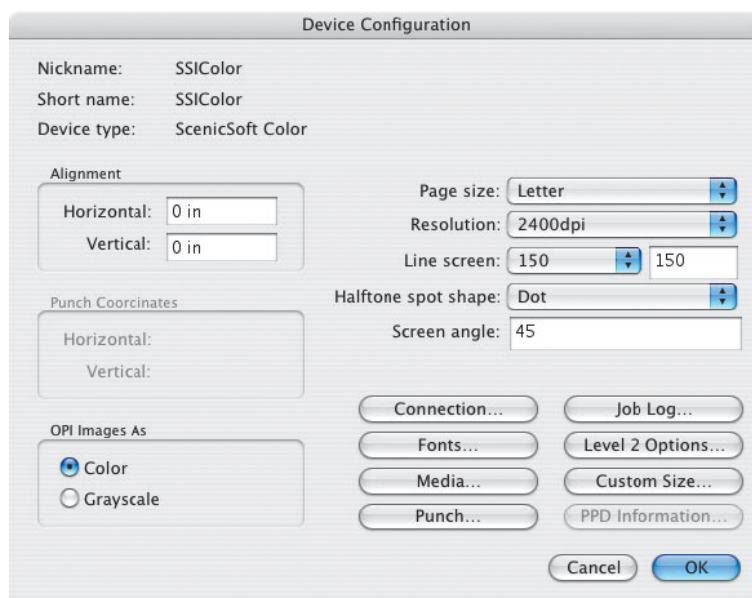 Device Configuration
Nickname: SSIColor
Short name: SSIColor
Device type: ScenicSoft Color
Alignment
Horizontal: 0 in
Vertical: 0 in
Punch Coordinates
Horizontal:
Vertical:
OPI Images As
Color
Grayscale
Page size: Letter
Resolution: 2400dpi
Line screen: 150 150
Halftone spot shape: Dot
Screen angle: 45
Connection... Job Log...
Fonts... Level 2 Options...
Media... Custom Size...
Punch... PPD Information...
Cancel OK